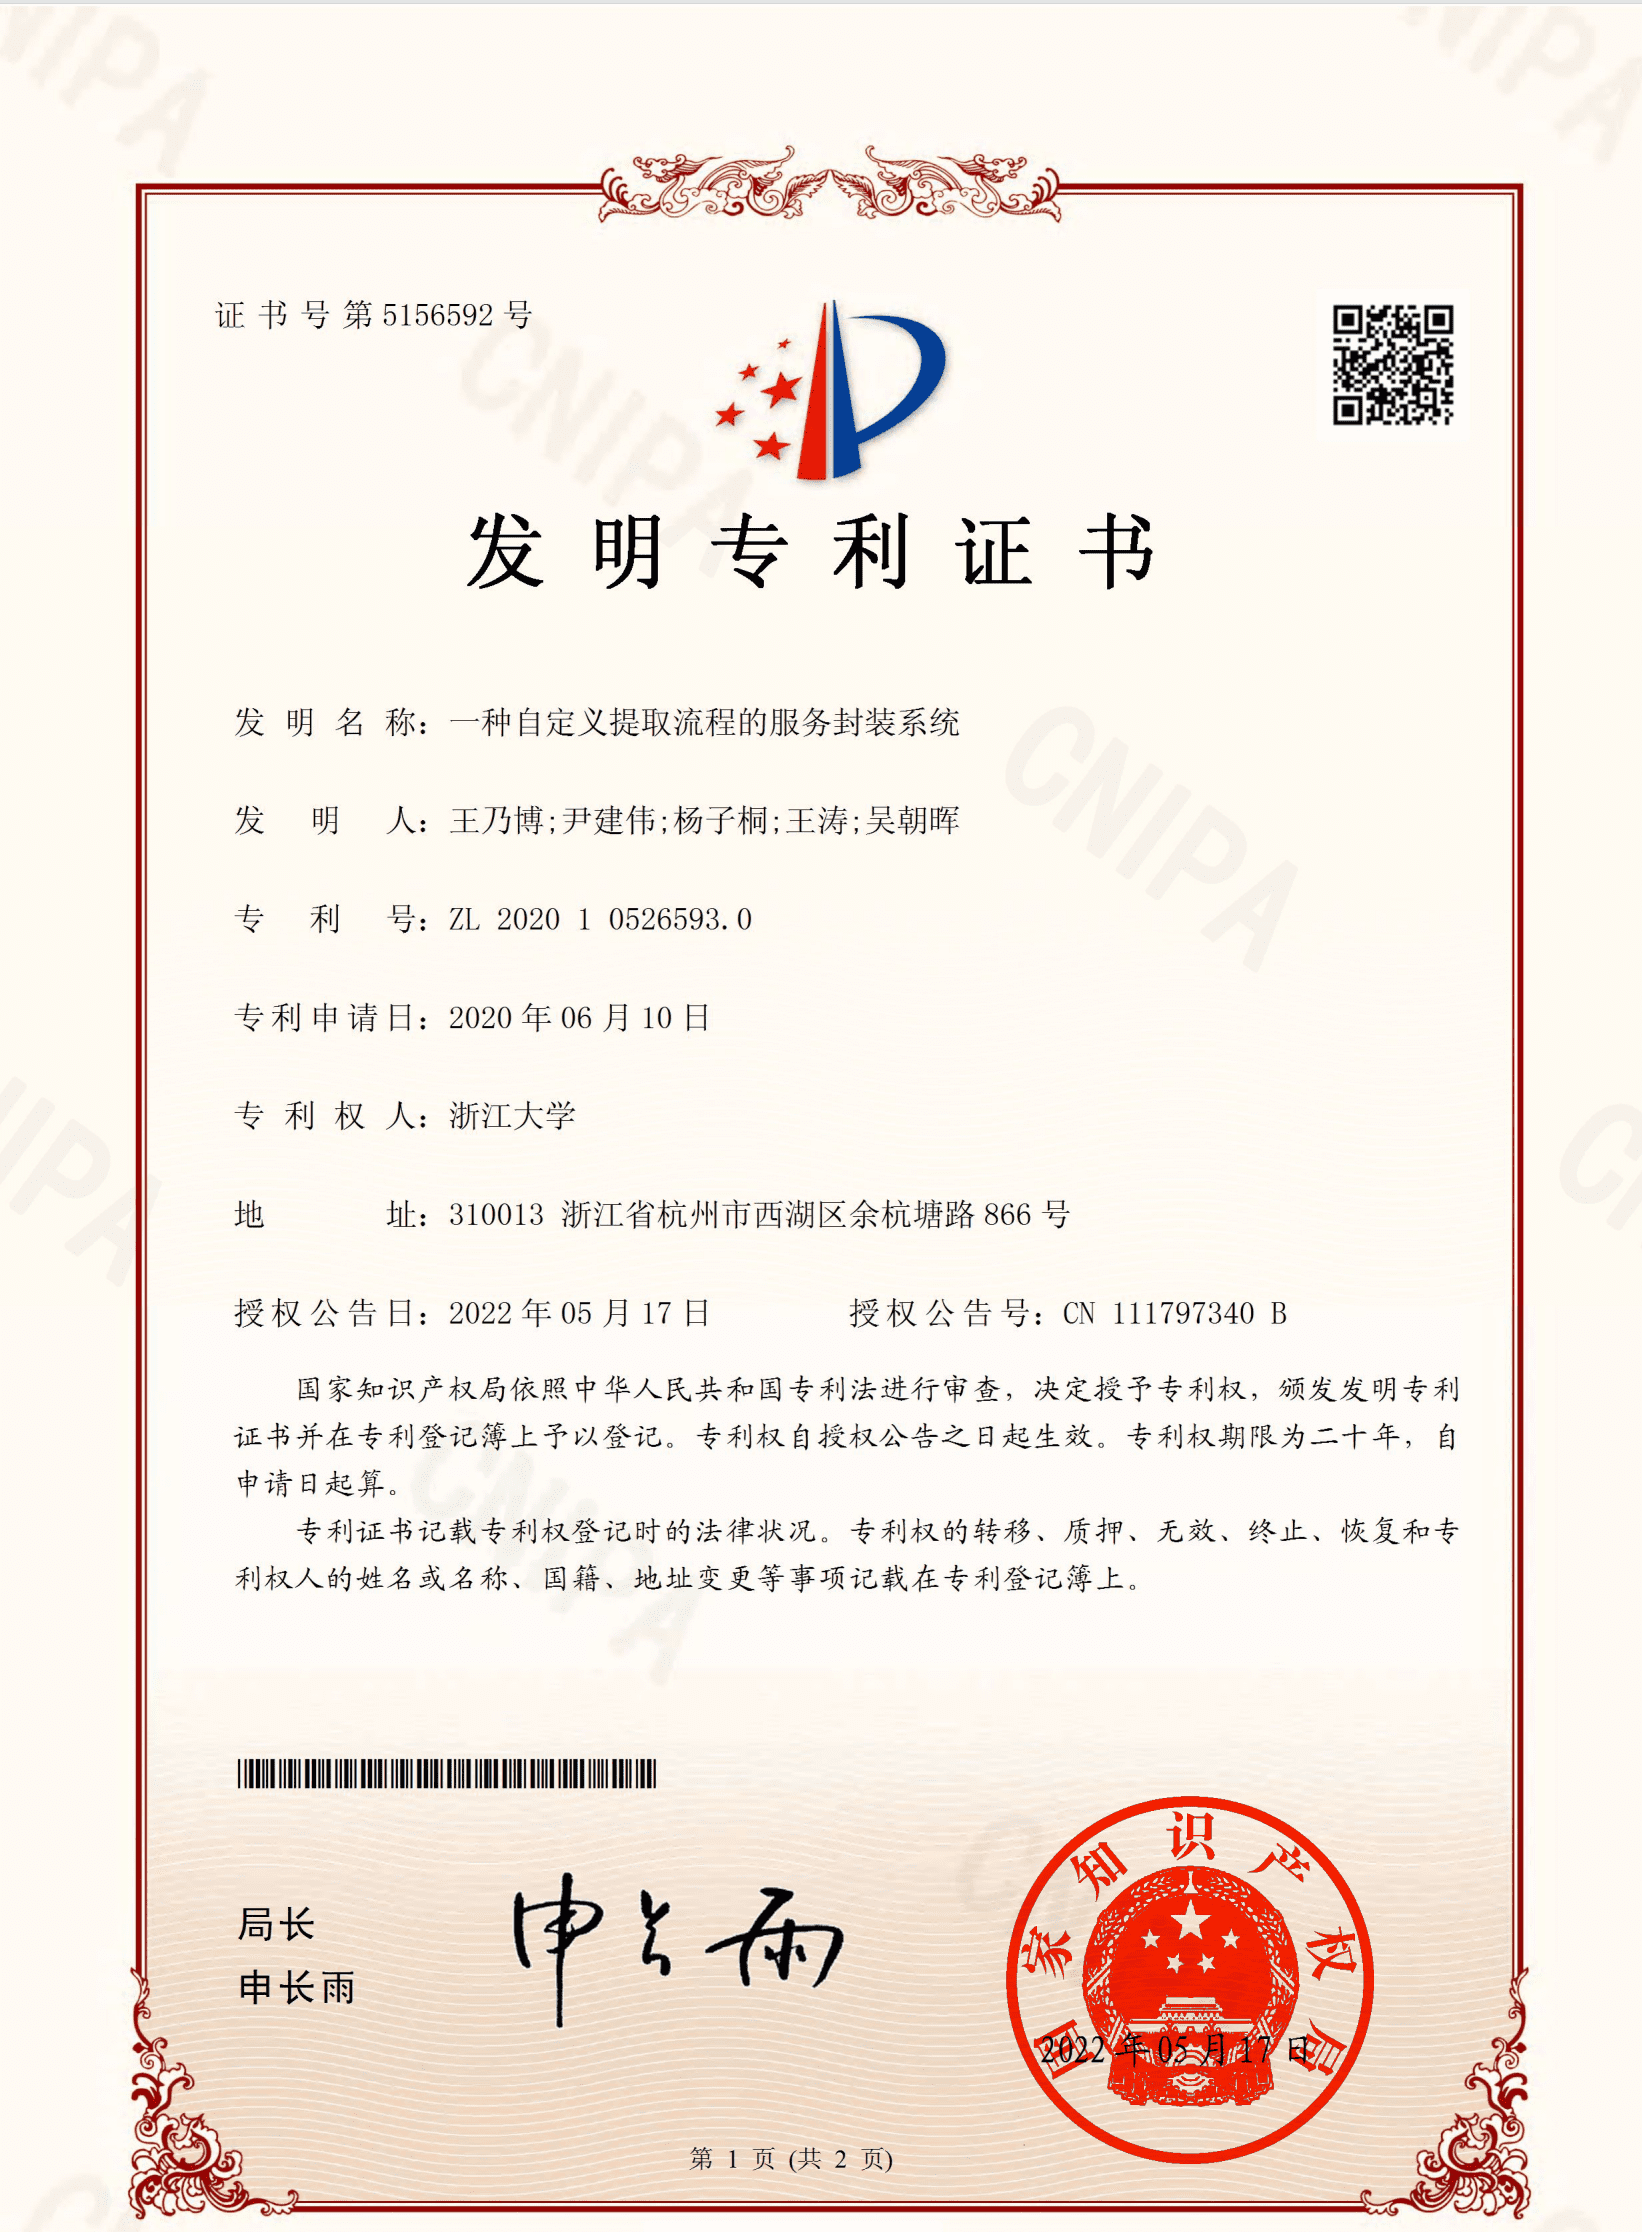 证书号第5156592号
发明专利证书
发明名称：一种自定义提取流程的服务封装系统
发明人：王乃博;尹建伟;杨子桐;王涛;吴朝晖
专利号：ZL 2020 1 0526593.0
专利申请日：2020年06月10日
专利权人：浙江大学
地址：310013 浙江省杭州市西湖区余杭塘路866号
授权公告日：2022年05月17日 授权公告号：CN 111797340 B
国家知识产权局依照中华人民共和国专利法进行审查，决定授予专利权，颁发发明专利
证书并在专利登记簿上予以登记。专利权自授权公告之日起生效。专利权期限为二十年，自
申请日起算。
专利证书记载专利权登记时的法律状况。专利权的转移、质押、无效、终止、恢复和专
利权人的姓名或名称、国籍、地址变更等事项记载在专利登记簿上。
局长
申长雨
申长雨
国家知识产权局
2022年05月17日
第 1 页 (共 2 页)
CNIPA
CNIPA
CNIPA